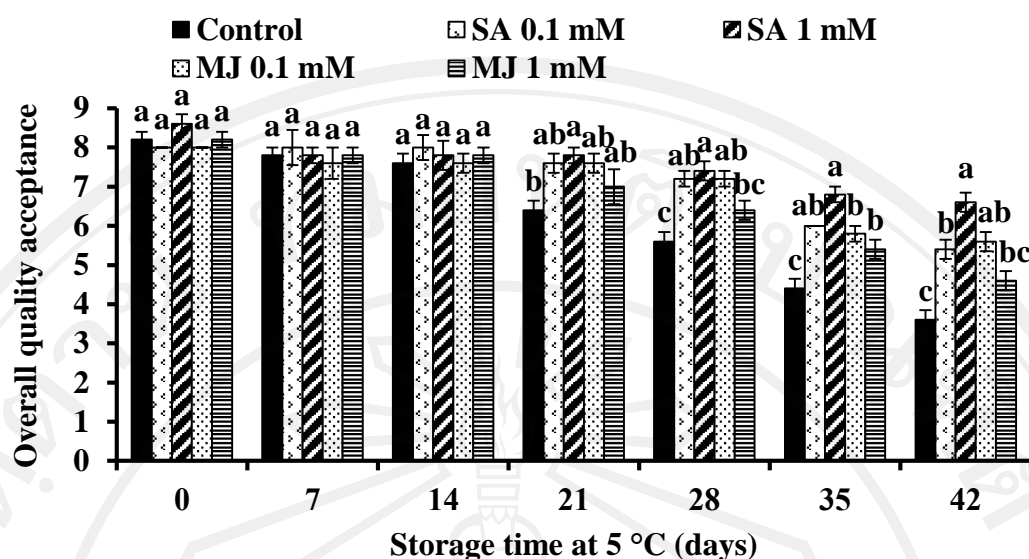 Control SA 0.1 mM SA 1 mM
MJ 0.1 mM MJ 1 mM
Overall quality acceptance
9
8
7
6
5
4
3
2
1
0
a a a a a
a a a a a
a a a a a
b ab a ab ab
c ab a ab bc
c ab a b b
c b a ab bc
0 7 14 21 28 35 42
Storage time at 5 °C (days)